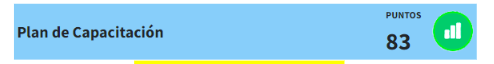 PUNTOS
Plan de Capacitación
83